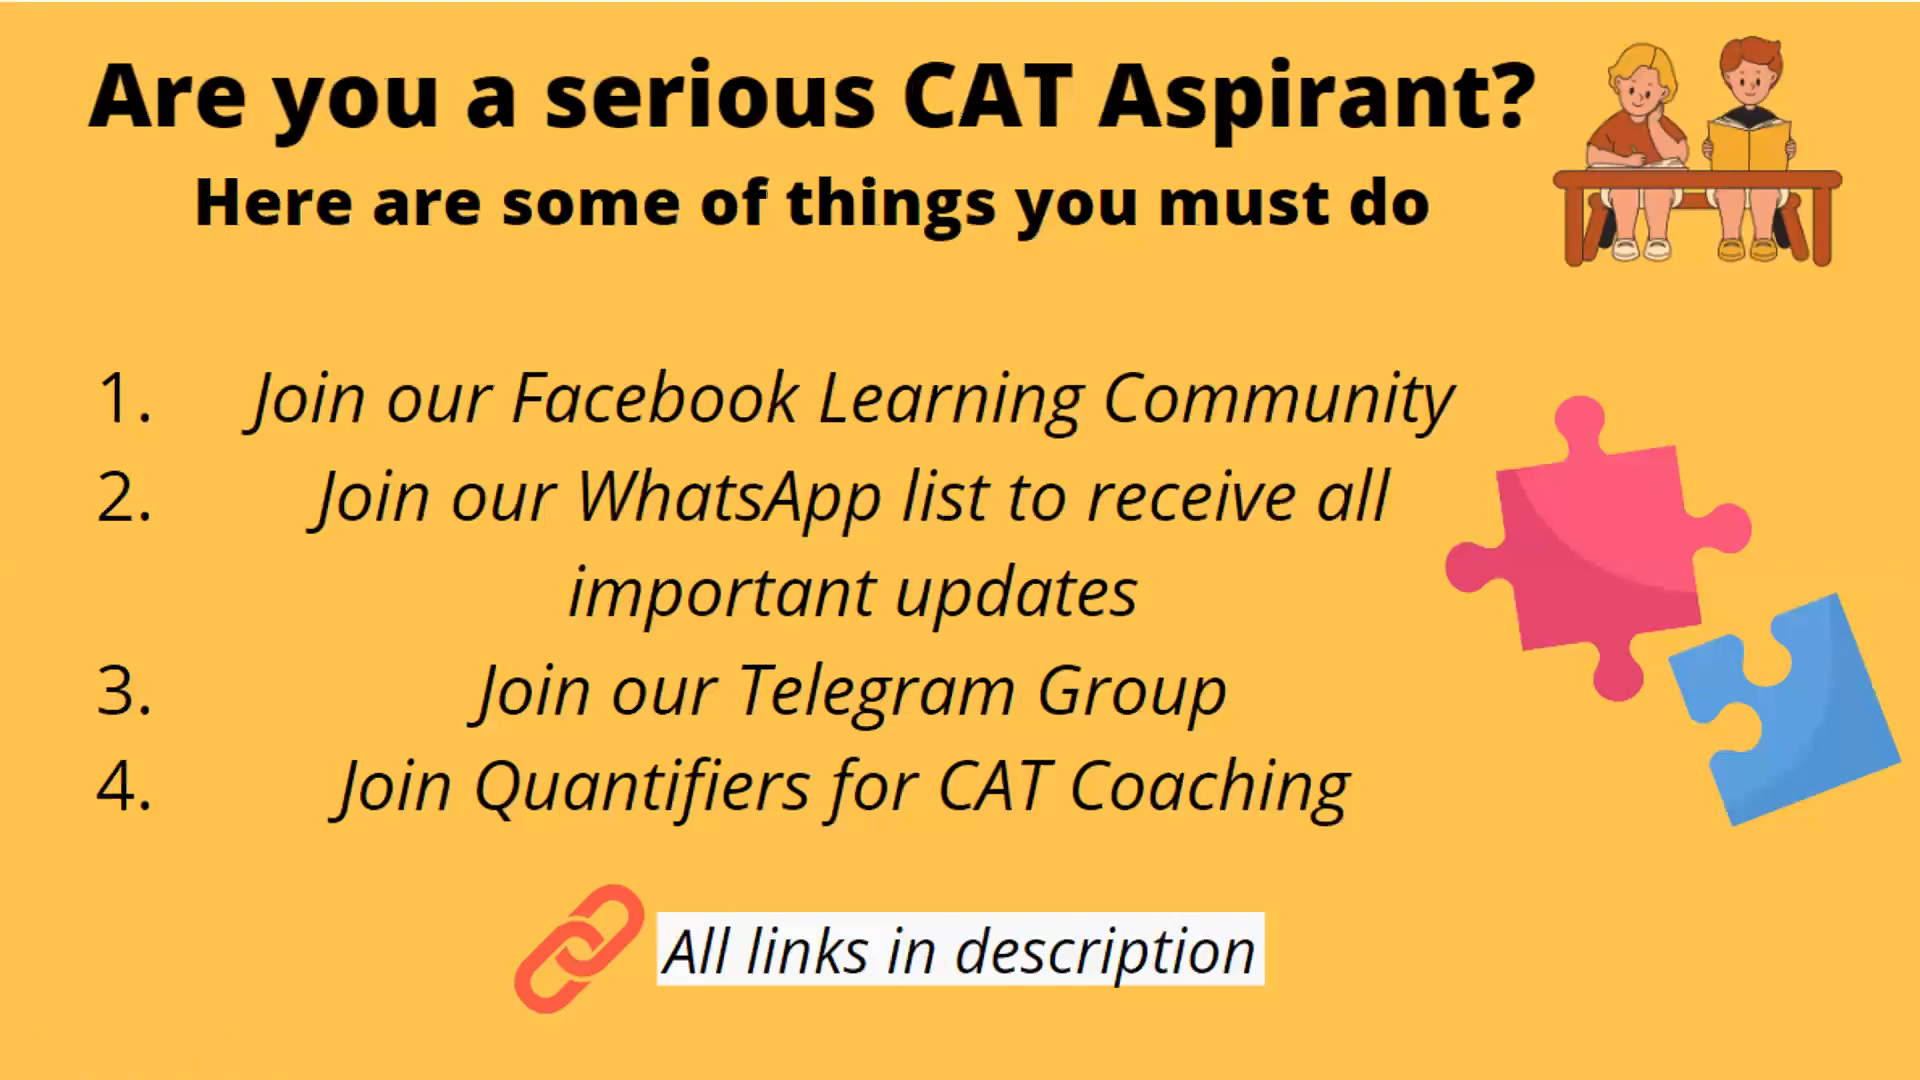 Are you a serious CAT Aspirant?
Here are some of things you must do
1. Join our Facebook Learning Community
2. Join our WhatsApp list to receive all
important updates
3. Join our Telegram Group
4. Join Quantifiers for CAT Coaching
All links in description